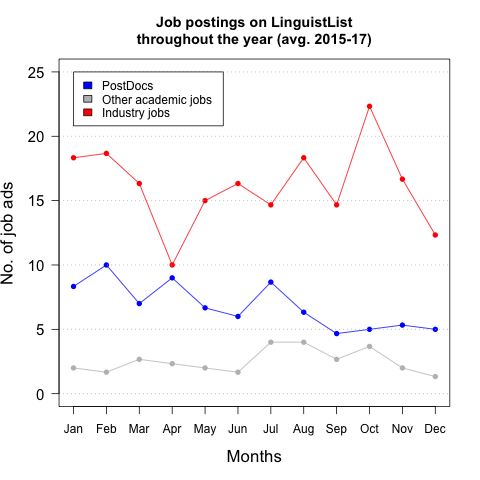 Job postings on LinguistList
throughout the year (avg. 2015-17)
25
20
15
10
5
0
No. of job ads
PostDocs
Other academic jobs
Industry jobs
Jan Feb Mar Apr May Jun Jul Aug Sep Oct Nov Dec
Months